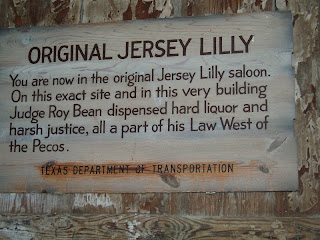 ORIGINAL JERSEY LILLY
You are now in the original Jersey Lilly saloon.
On this exact site and in this very building
Judge Roy Bean dispensed hard liquor and
harsh justice, all a part of his Law West of
the Pecos.
TEXAS DEPARTMENT of TRANSPORTATION